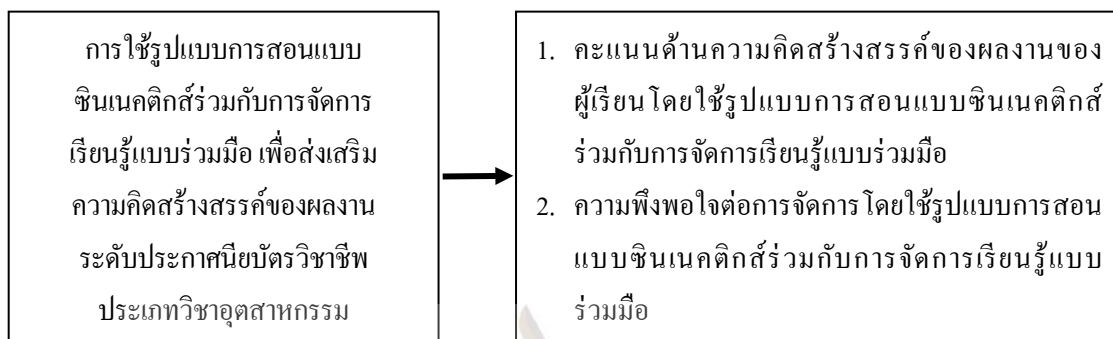 การใช้รูปแบบการสอนแบบ
ซินเนคติกส์ร่วมกับการจัดการ
เรียนรู้แบบร่วมมือ เพื่อส่งเสริม
ความคิดสร้างสรรค์ของผลงาน
ระดับประกาศนียบัตรวิชาชีพ
ประเภทวิชาอุตสาหกรรม
1. คะแนนด้านความคิดสร้างสรรค์ของผลงานของ
ผู้เรียนโดยใช้รูปแบบการสอนแบบซินเนคติกส์
ร่วมกับการจัดการเรียนรู้แบบร่วมมือ
2. ความพึงพอใจต่อการจัดการ โดยใช้รูปแบบการสอน
แบบซินเนคติกส์ร่วมกับการจัดการเรียนรู้แบบ
ร่วมมือ